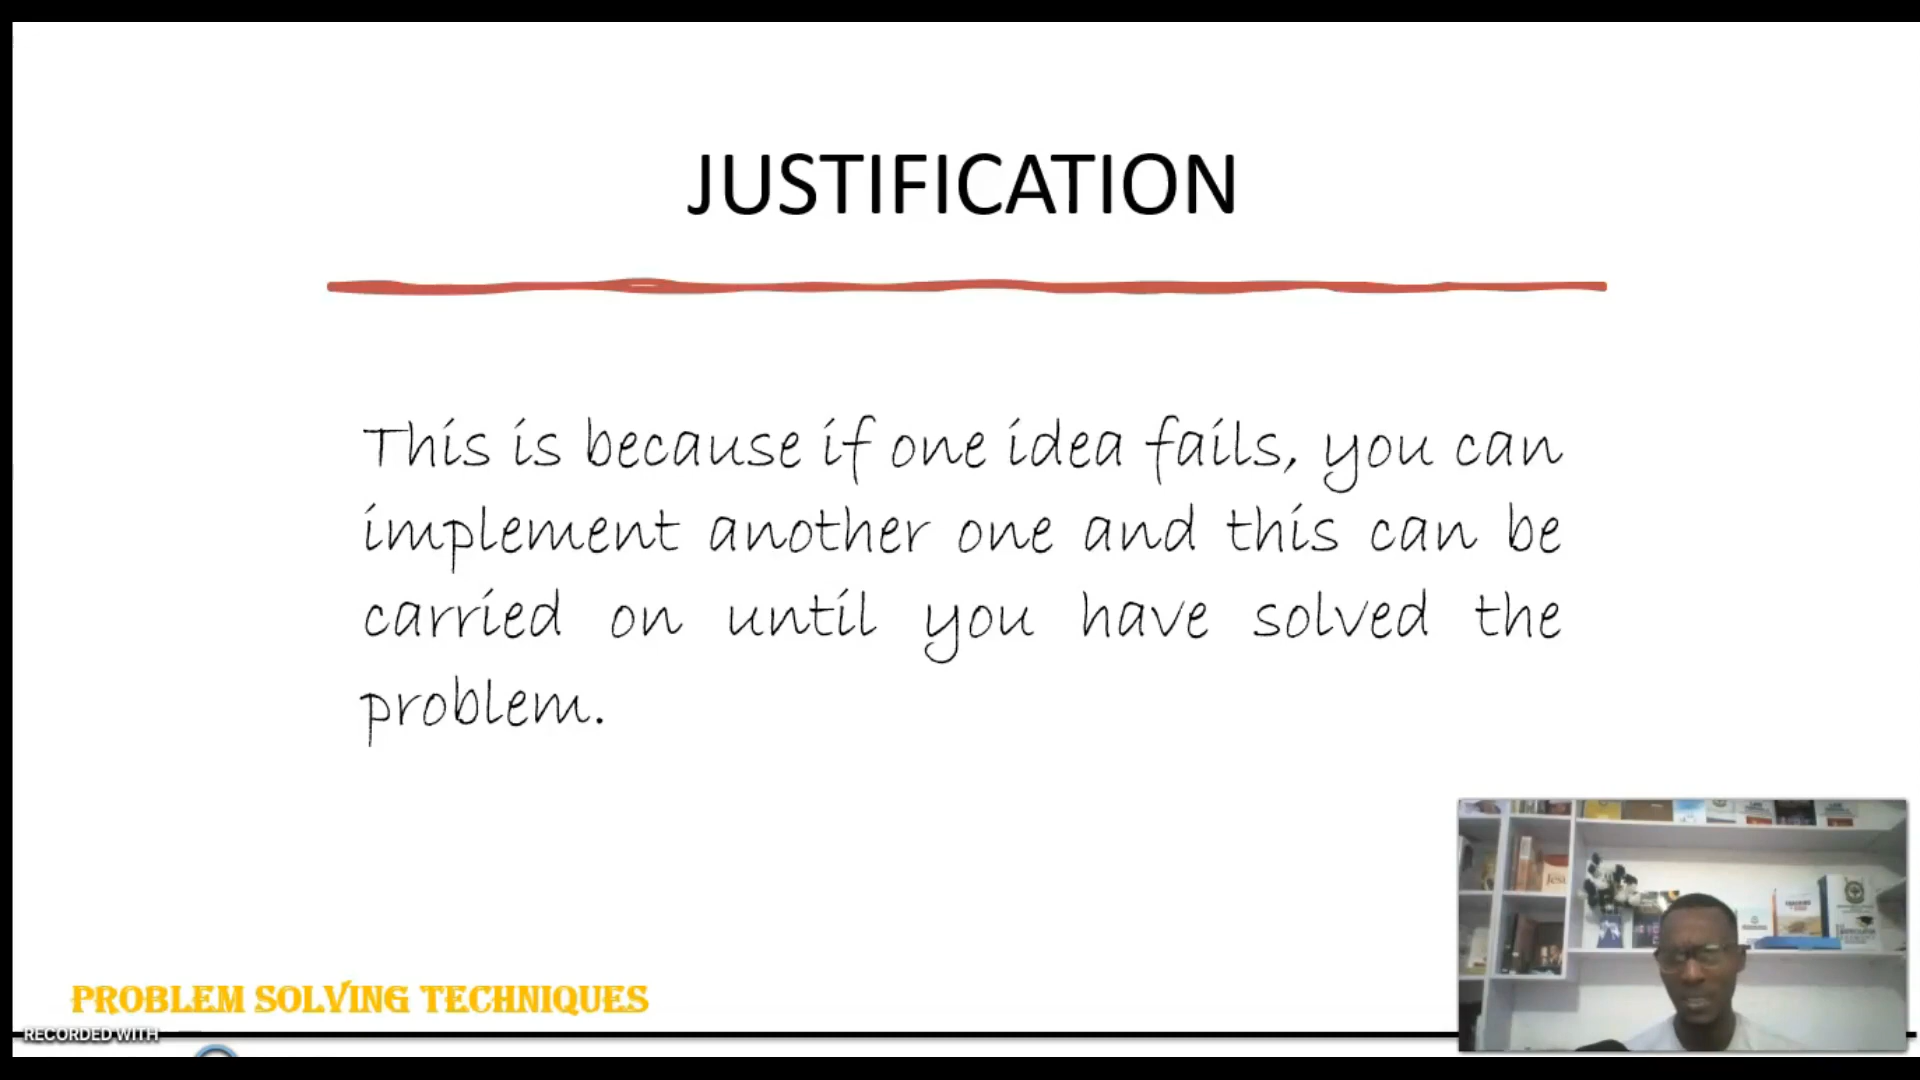 JUSTIFICATION
This is because if one idea fails, you can
implement another one and this can be
carried on until you have solved the
problem.
PROBLEM SOLVING TECHNIQUES
RECORDED WITH